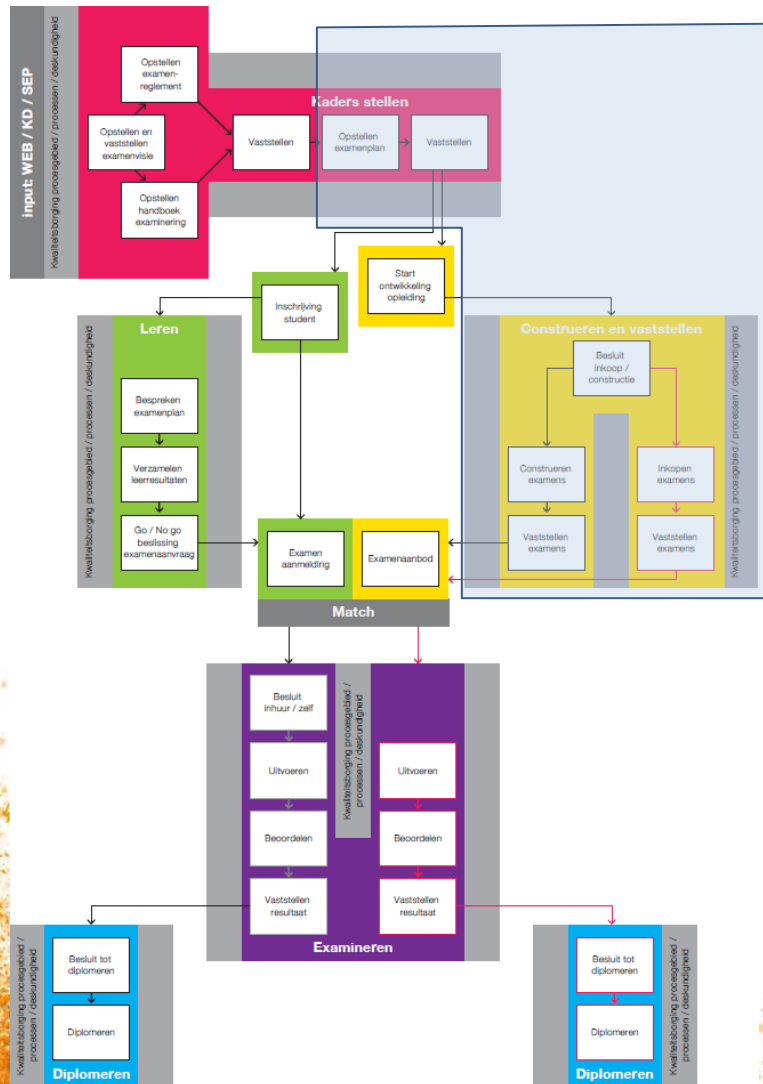 input: WEB / KD / SEP
Kwaliteitsborging procesgebied / processen / deskundigheid
Opstellen
examen-
reglement
Opstellen en
vaststellen
examenvisie
Opstellen
handboek
examinering
Kaders stellen
Vaststellen
Opstellen
examenplan
Vaststellen
Inschrijving
student
Start
ontwikkeling
opleiding
Kwaliteitsborging procesgebied / processen / deskundigheid
Leren
Bespreken
examenplan
Verzamelen
leerresultaten
Go / No go
beslissing
examenaanvraag
Construeren en vaststellen
Besluit
inkoop /
constructie
Construeren
examens
Inkopen
examens
Vaststellen
examens
Vaststellen
examens
Kwaliteitsborging procesgebied / processen / deskundigheid
Examen
aanmelding
Examenaanbod
Match
Besluit
inhuur / zelf
Uitvoeren
Beoordelen
Vaststellen
resultaat
Kwaliteitsborging procesgebied /
processen / deskundigheid
Uitvoeren
Beoordelen
Vaststellen
resultaat
Examineren
Kwaliteitsborging procesgebied /
processen / deskundigheid
Besluit tot
diplomeren
Diplomeren
Diplomeren
Kwaliteitsborging procesgebied /
processen / deskundigheid
Besluit tot
diplomeren
Diplomeren
Diplomeren